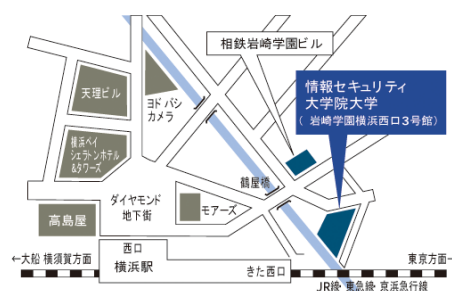 相鉄岩崎学園ビル
情報セキュリティ
大学院大学
( 岩崎学園横浜西口3号館)
天理ビル
ヨドバシ
カメラ
横浜ベイ
シェラトンホテル
&タワーズ
鶴屋橋
ダイヤモンド
地下街
モアーズ
高島屋
西口
横浜駅
きた西口
←大船 横須賀方面
東京方面→
JR線・東急線・京浜急行線